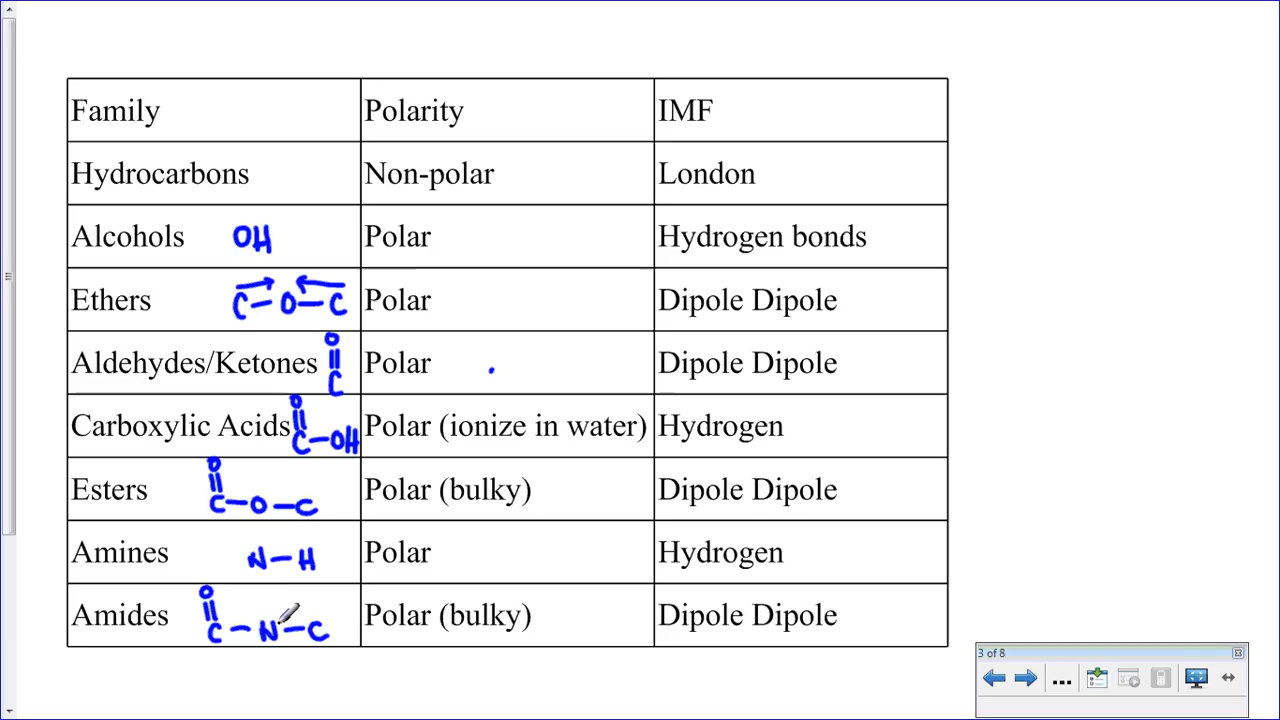 Family Polarity IMF
Hydrocarbons Non-polar London
Alcohols OH Polar Hydrogen bonds
Ethers C-O-C Polar Dipole Dipole
Aldehydes/Ketones O=C Polar Dipole Dipole
Carboxylic Acids O=C-OH Polar (ionize in water) Hydrogen
Esters O=C-O-C Polar (bulky) Dipole Dipole
Amines N-H Polar Hydrogen
Amides O=C-N-C Polar (bulky) Dipole Dipole
3 of 8
...